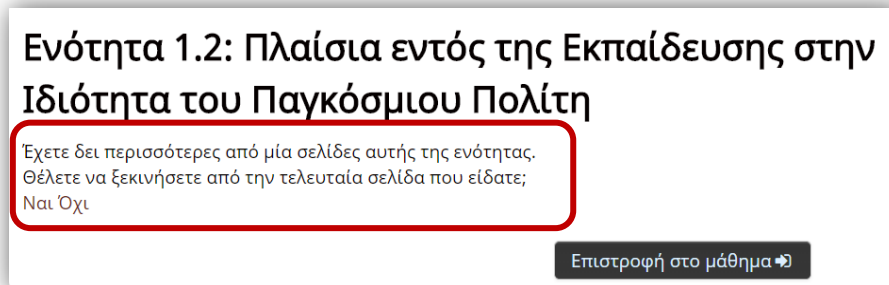 Ενότητα 1.2: Πλαίσια εντός της Εκπαίδευσης στην
Ιδιότητα του Παγκόσμιου Πολίτη
Έχετε δει περισσότερες από μία σελίδες αυτής της ενότητας.
Θέλετε να ξεκινήσετε από την τελευταία σελίδα που είδατε;
Ναι Όχι
Επιστροφή στο μάθημα